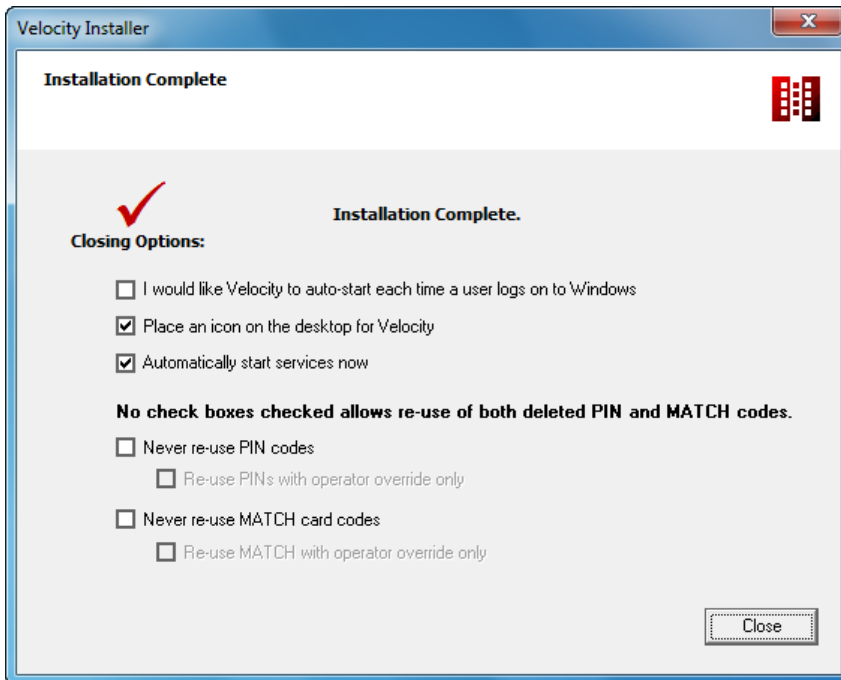 Velocity Installer
Installation Complete
Installation Complete.
Closing Options:
I would like Velocity to auto-start each time a user logs on to Windows
Place an icon on the desktop for Velocity
Automatically start services now
No check boxes checked allows re-use of both deleted PIN and MATCH codes.
Never re-use PIN codes
Re-use PINs with operator override only
Never re-use MATCH card codes
Re-use MATCH with operator override only
Close